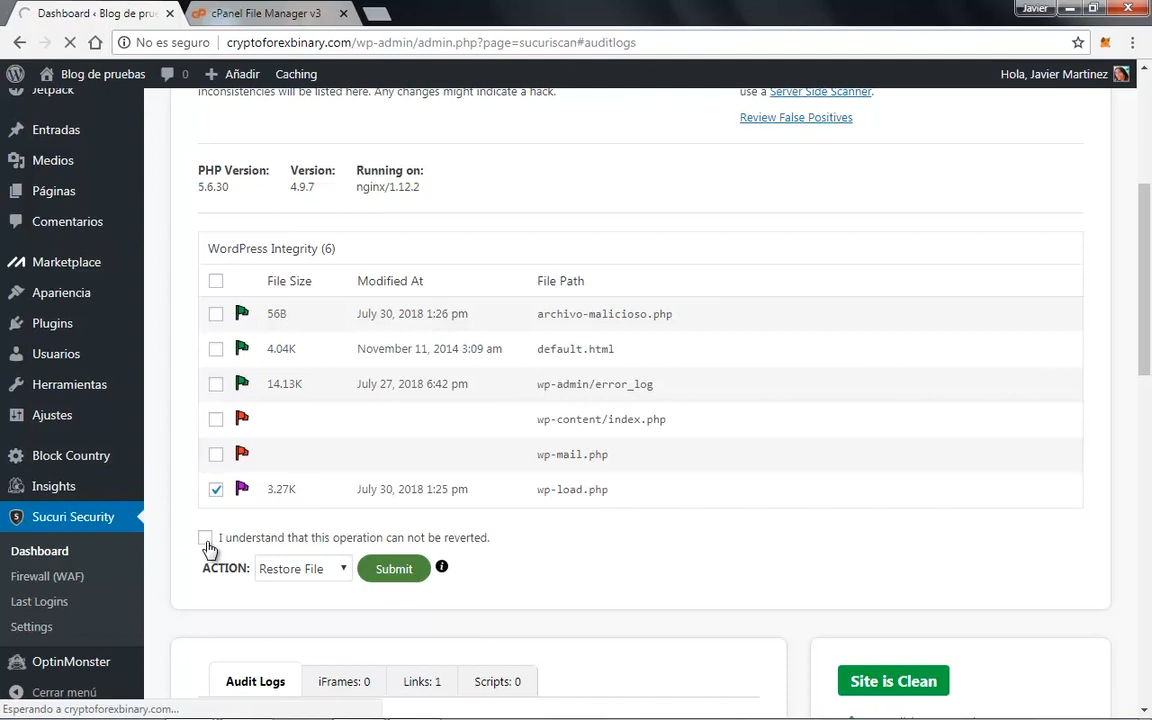 Dashboard ‹ Blog de prue
cPanel File Manager v3
Javier
No es seguro
cryptoforexbinary.com/wp-admin/admin.php?page=sucuriscan#auditlogs
Blog de pruebas
0
Añadir
Caching
Hola, Javier Martinez
Jetpack
Entradas
Medios
Páginas
Comentarios
Marketplace
Apariencia
Plugins
Usuarios
Herramientas
Ajustes
Block Country
Insights
Sucuri Security
Dashboard
Firewall (WAF)
Last Logins
Settings
OptinMonster
Cerrar menú
Esperando a cryptoforexbinary.com...
inconsistencies will be listed here. Any changes might indicate a hack.
use a Server Side Scanner.
Review False Positives
PHP Version: Version: Running on:
5.6.30 4.9.7 nginx/1.12.2
WordPress Integrity (6)
File Size Modified At File Path
56B July 30, 2018 1:26 pm archivo-malicioso.php
4.04K November 11, 2014 3:09 am default.html
14.13K July 27, 2018 6:42 pm wp-admin/error_log
wp-content/index.php
wp-mail.php
3.27K July 30, 2018 1:25 pm wp-load.php
I understand that this operation can not be reverted.
ACTION: Restore File Submit
Audit Logs iFrames: 0 Links: 1 Scripts: 0
Site is Clean